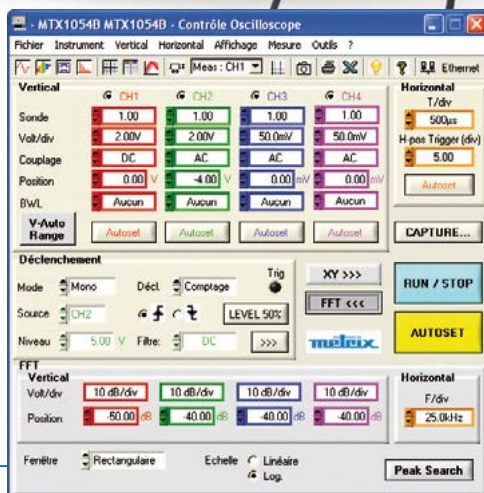 MTX1054B MTX1054B - Contrôle Oscilloscope
Fichier Instrument Vertical Horizontal Affichage Mesure Outils ?
Meas : CH1 Ethernet
Vertical CH1 CH2 CH3 CH4
Sonde 1.00 1.00 1.00 1.00
Volt/div 2.00V 2.00V 50.0mV 50.0mV
Couplage DC AC AC AC
Position 0.00 V -4.00 V 0.00 mV 0.00 mV
BWL Aucun Aucun Aucun Aucun
V-Auto Range Autoset Autoset Autoset Autoset
Horizontal
T/div
500µs
H-pos Trigger (div)
5.00
Autoset
CAPTURE...
Déclenchement
Mode Mono Décl. Comptage Trig
Source CH2 LEVEL 50%
Niveau 5.00 V Filtre: DC >>>
XY >>>
FFT <<<
metrix
RUN / STOP
AUTOSET
FFT
Vertical
Volt/div 10 dB/div 10 dB/div 10 dB/div 10 dB/div
Position -50.00 dB -40.00 dB -40.00 dB -40.00 dB
Horizontal
F/div
25.0kHz
Fenêtre Rectangulaire Echelle Linéaire
Log.
Peak Search